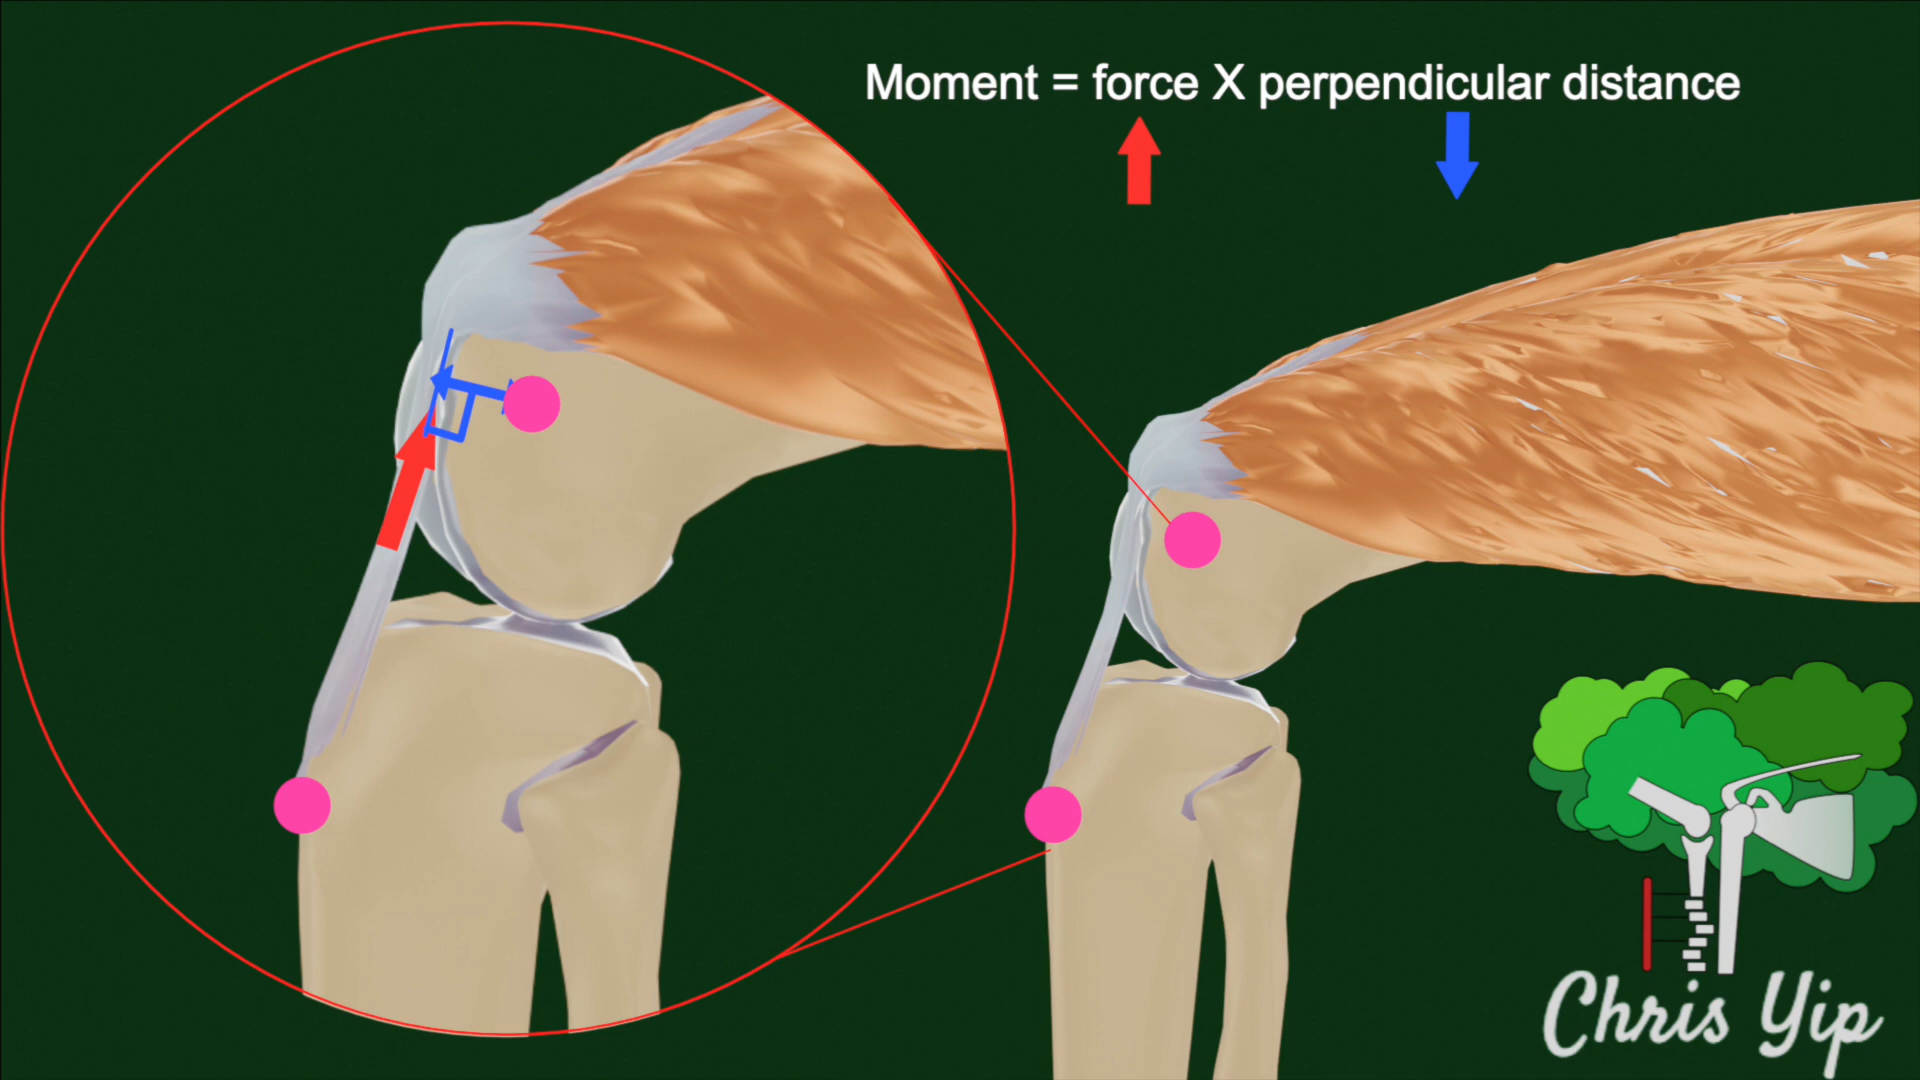 Moment = force X perpendicular distance
Chris Yip